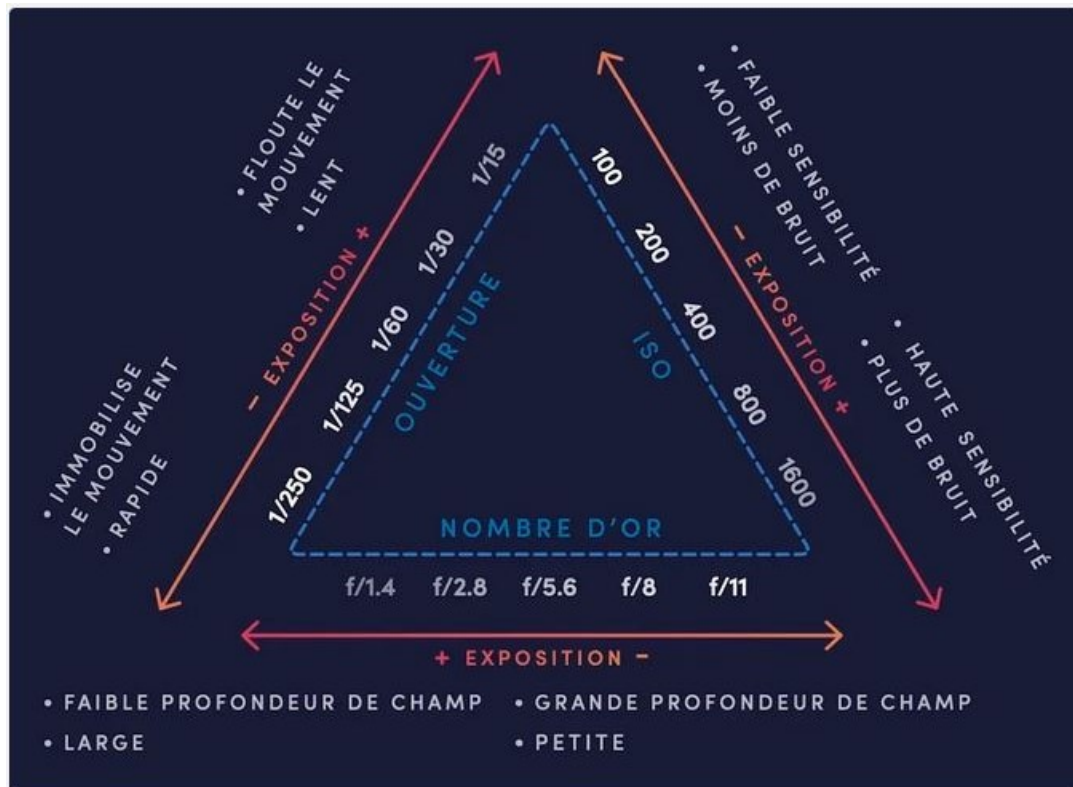 • FLOUTE LE
MOUVEMENT
• LENT
• IMMOBILISE
LE MOUVEMENT
• RAPIDE
– EXPOSITION +
1/15
1/30
1/60
1/125
1/250
OUVERTURE
• FAIBLE SENSIBILITÉ
• MOINS DE BRUIT
– EXPOSITION +
• HAUTE SENSIBILITÉ
• PLUS DE BRUIT
100
200
400
800
1600
ISO
NOMBRE D'OR
f/1.4 f/2.8 f/5.6 f/8 f/11
+ EXPOSITION –
• FAIBLE PROFONDEUR DE CHAMP
• LARGE
• GRANDE PROFONDEUR DE CHAMP
• PETITE